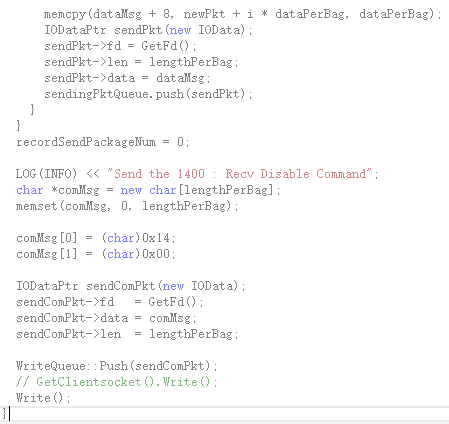 memcpy(dataMsg + 8, newPkt + i * dataPerBag, dataPerBag);
IODataPtr sendPkt(new IOData);
sendPkt->fd = GetFd();
sendPkt->len = lengthPerBag;
sendPkt->data = dataMsg;
sendingPktQueue.push(sendPkt);
}
}
recordSendPackageNum = 0;
LOG(INFO) << "Send the 1400 : Recv Disable Command";
char *comMsg = new char[lengthPerBag];
memset(comMsg, 0, lengthPerBag);
comMsg[0] = (char)0x14;
comMsg[1] = (char)0x00;
IODataPtr sendComPkt(new IOData);
sendComPkt->fd   = GetFd();
sendComPkt->data = comMsg;
sendComPkt->len  = lengthPerBag;
WriteQueue::Push(sendComPkt);
// GetClientsocket().Write();
Write();
}